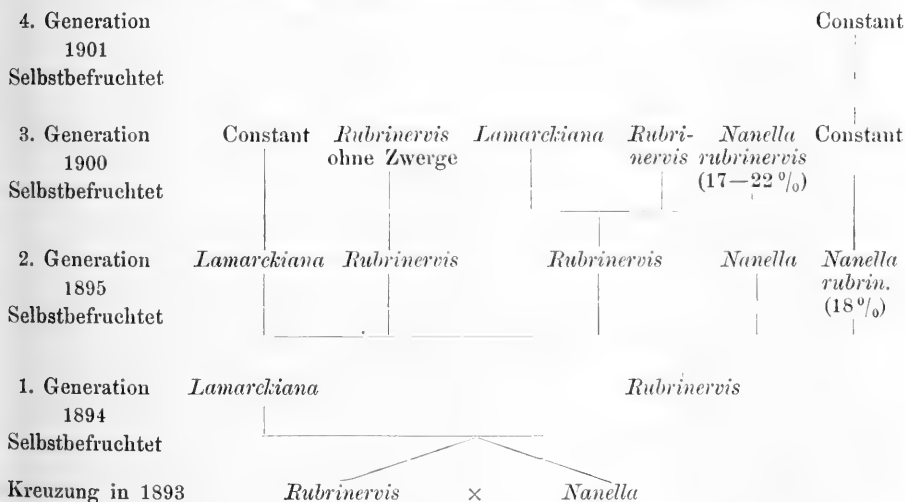 4. Generation Constant
1901
Selbstbefruchtet
3. Generation Constant Rubrinervis Lamarckiana Rubri- Nanella Constant
1900 ohne Zwerge nervis rubrinervis
Selbstbefruchtet (17—22 %)
2. Generation Lamarckiana Rubrinervis Rubrinervis Nanella Nanella
1895 rubrin.
Selbstbefruchtet (18 %)
1. Generation Lamarckiana Rubrinervis
1894
Selbstbefruchtet
Kreuzung in 1893 Rubrinervis × Nanella